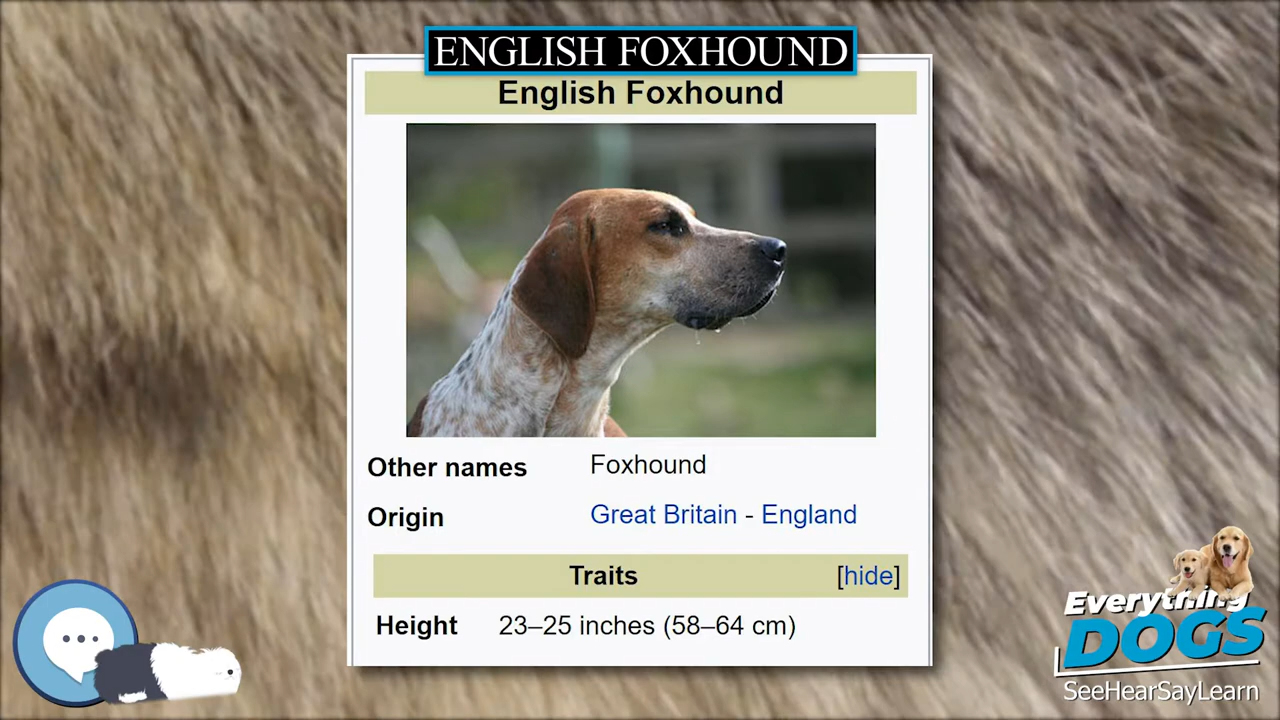 ENGLISH FOXHOUND
English Foxhound
Other names Foxhound
Origin Great Britain - England
Traits [hide]
Height 23–25 inches (58–64 cm)
Everything
DOGS
SeeHearSayLearn